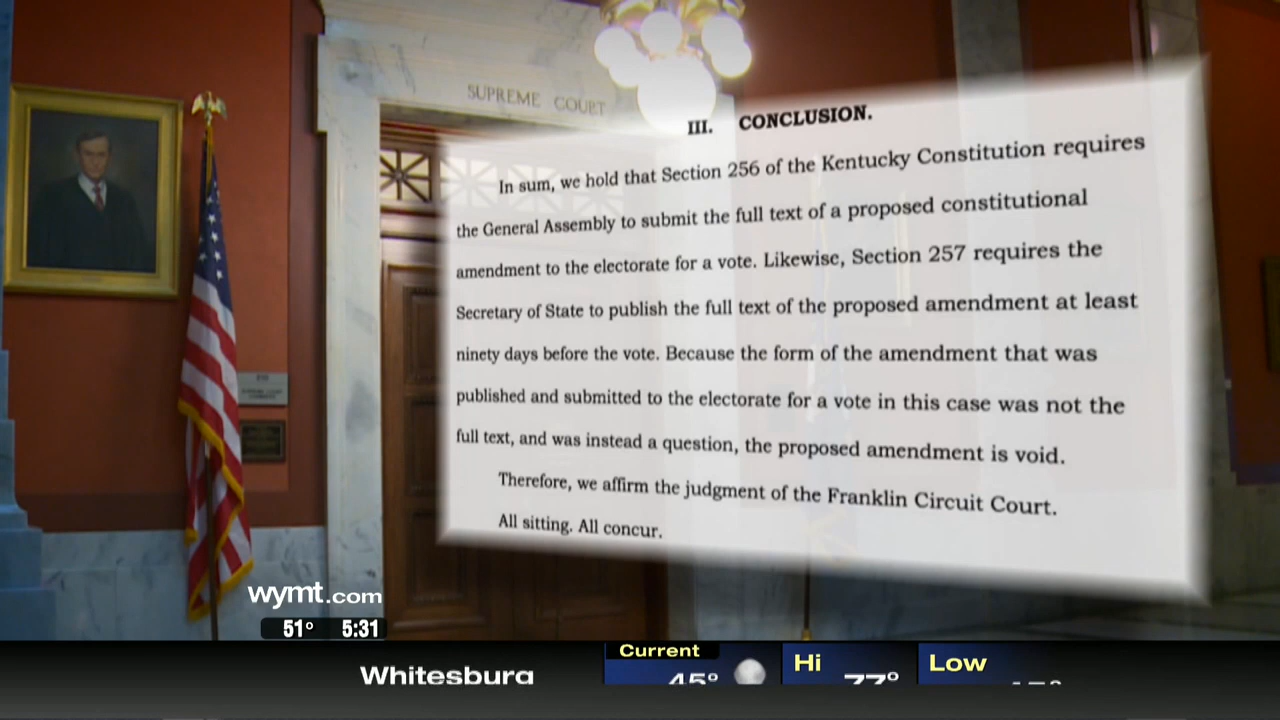 SUPREME COURT
III. CONCLUSION.
In sum, we hold that Section 256 of the Kentucky Constitution requires
the General Assembly to submit the full text of a proposed constitutional
amendment to the electorate for a vote. Likewise, Section 257 requires the
Secretary of State to publish the full text of the proposed amendment at least
ninety days before the vote. Because the form of the amendment that was
published and submitted to the electorate for a vote in this case was not the
full text, and was instead a question, the proposed amendment is void.
Therefore, we affirm the judgment of the Franklin Circuit Court.
All sitting. All concur.
wymt.com
51° 5:31
Whitesburg
Current
45°
Hi
77°
Low